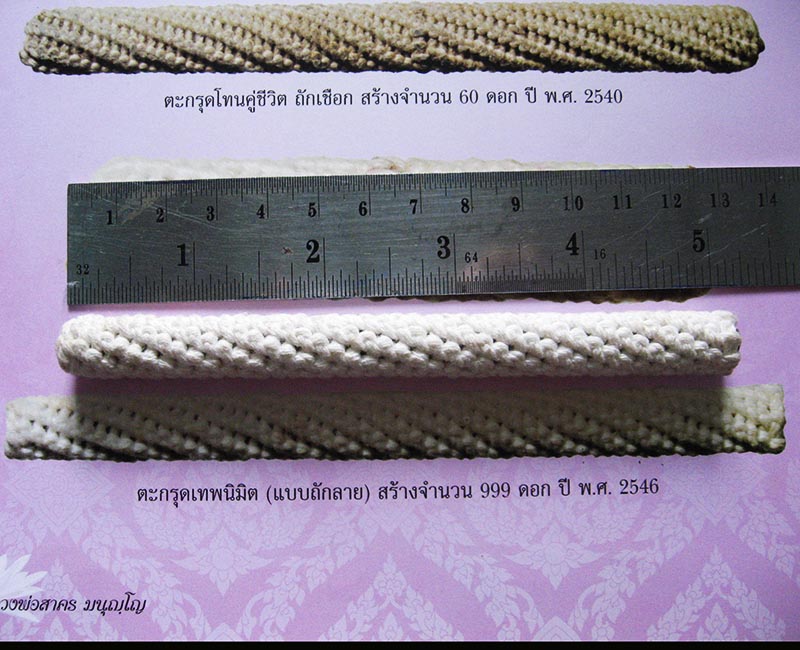 ตะกรุดโทนคู่ชีวิต ถักเชือก สร้างจำนวน 60 ดอก ปี พ.ศ. 2540
1 2 3 4 5 6 7 8 9 10 11 12 13 14
1 2 3 4 5
32 64 16
ตะกรุดเทพนิมิต (แบบถักลาย) สร้างจำนวน 999 ดอก ปี พ.ศ. 2546
วงพ่อสาคร มนุญฺโญ